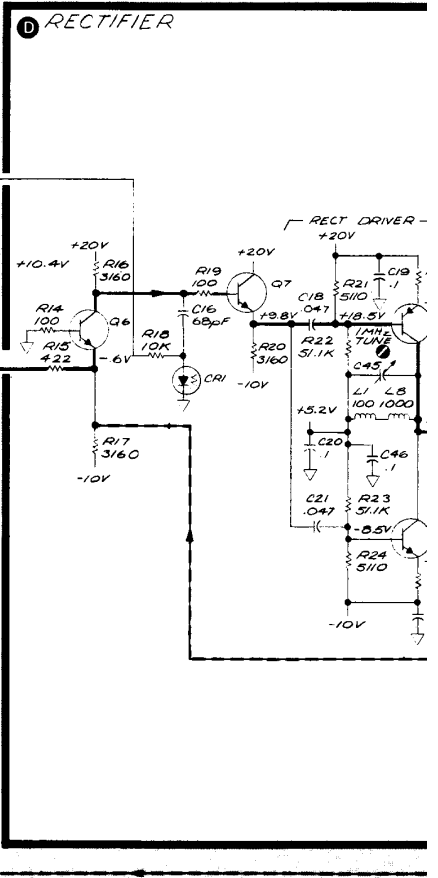 D RECTIFIER
RECT DRIVER
+20V
+20V
+20V
+10.4V
R16
3160
R19
100
Q7
C18
.047
R21
5110
C19
.1
R14
100
Q6
C16
68pF
+9.8V
+18.5V
R15
422
-.6V
R18
10K
R20
3160
R22
51.1K
1MHz
TUNE
C45
CR1
-10V
L1
100
L8
1000
+5.2V
R17
3160
C20
.1
C46
.1
-10V
C21
.047
R23
51.1K
-8.5V
R24
5110
-10V